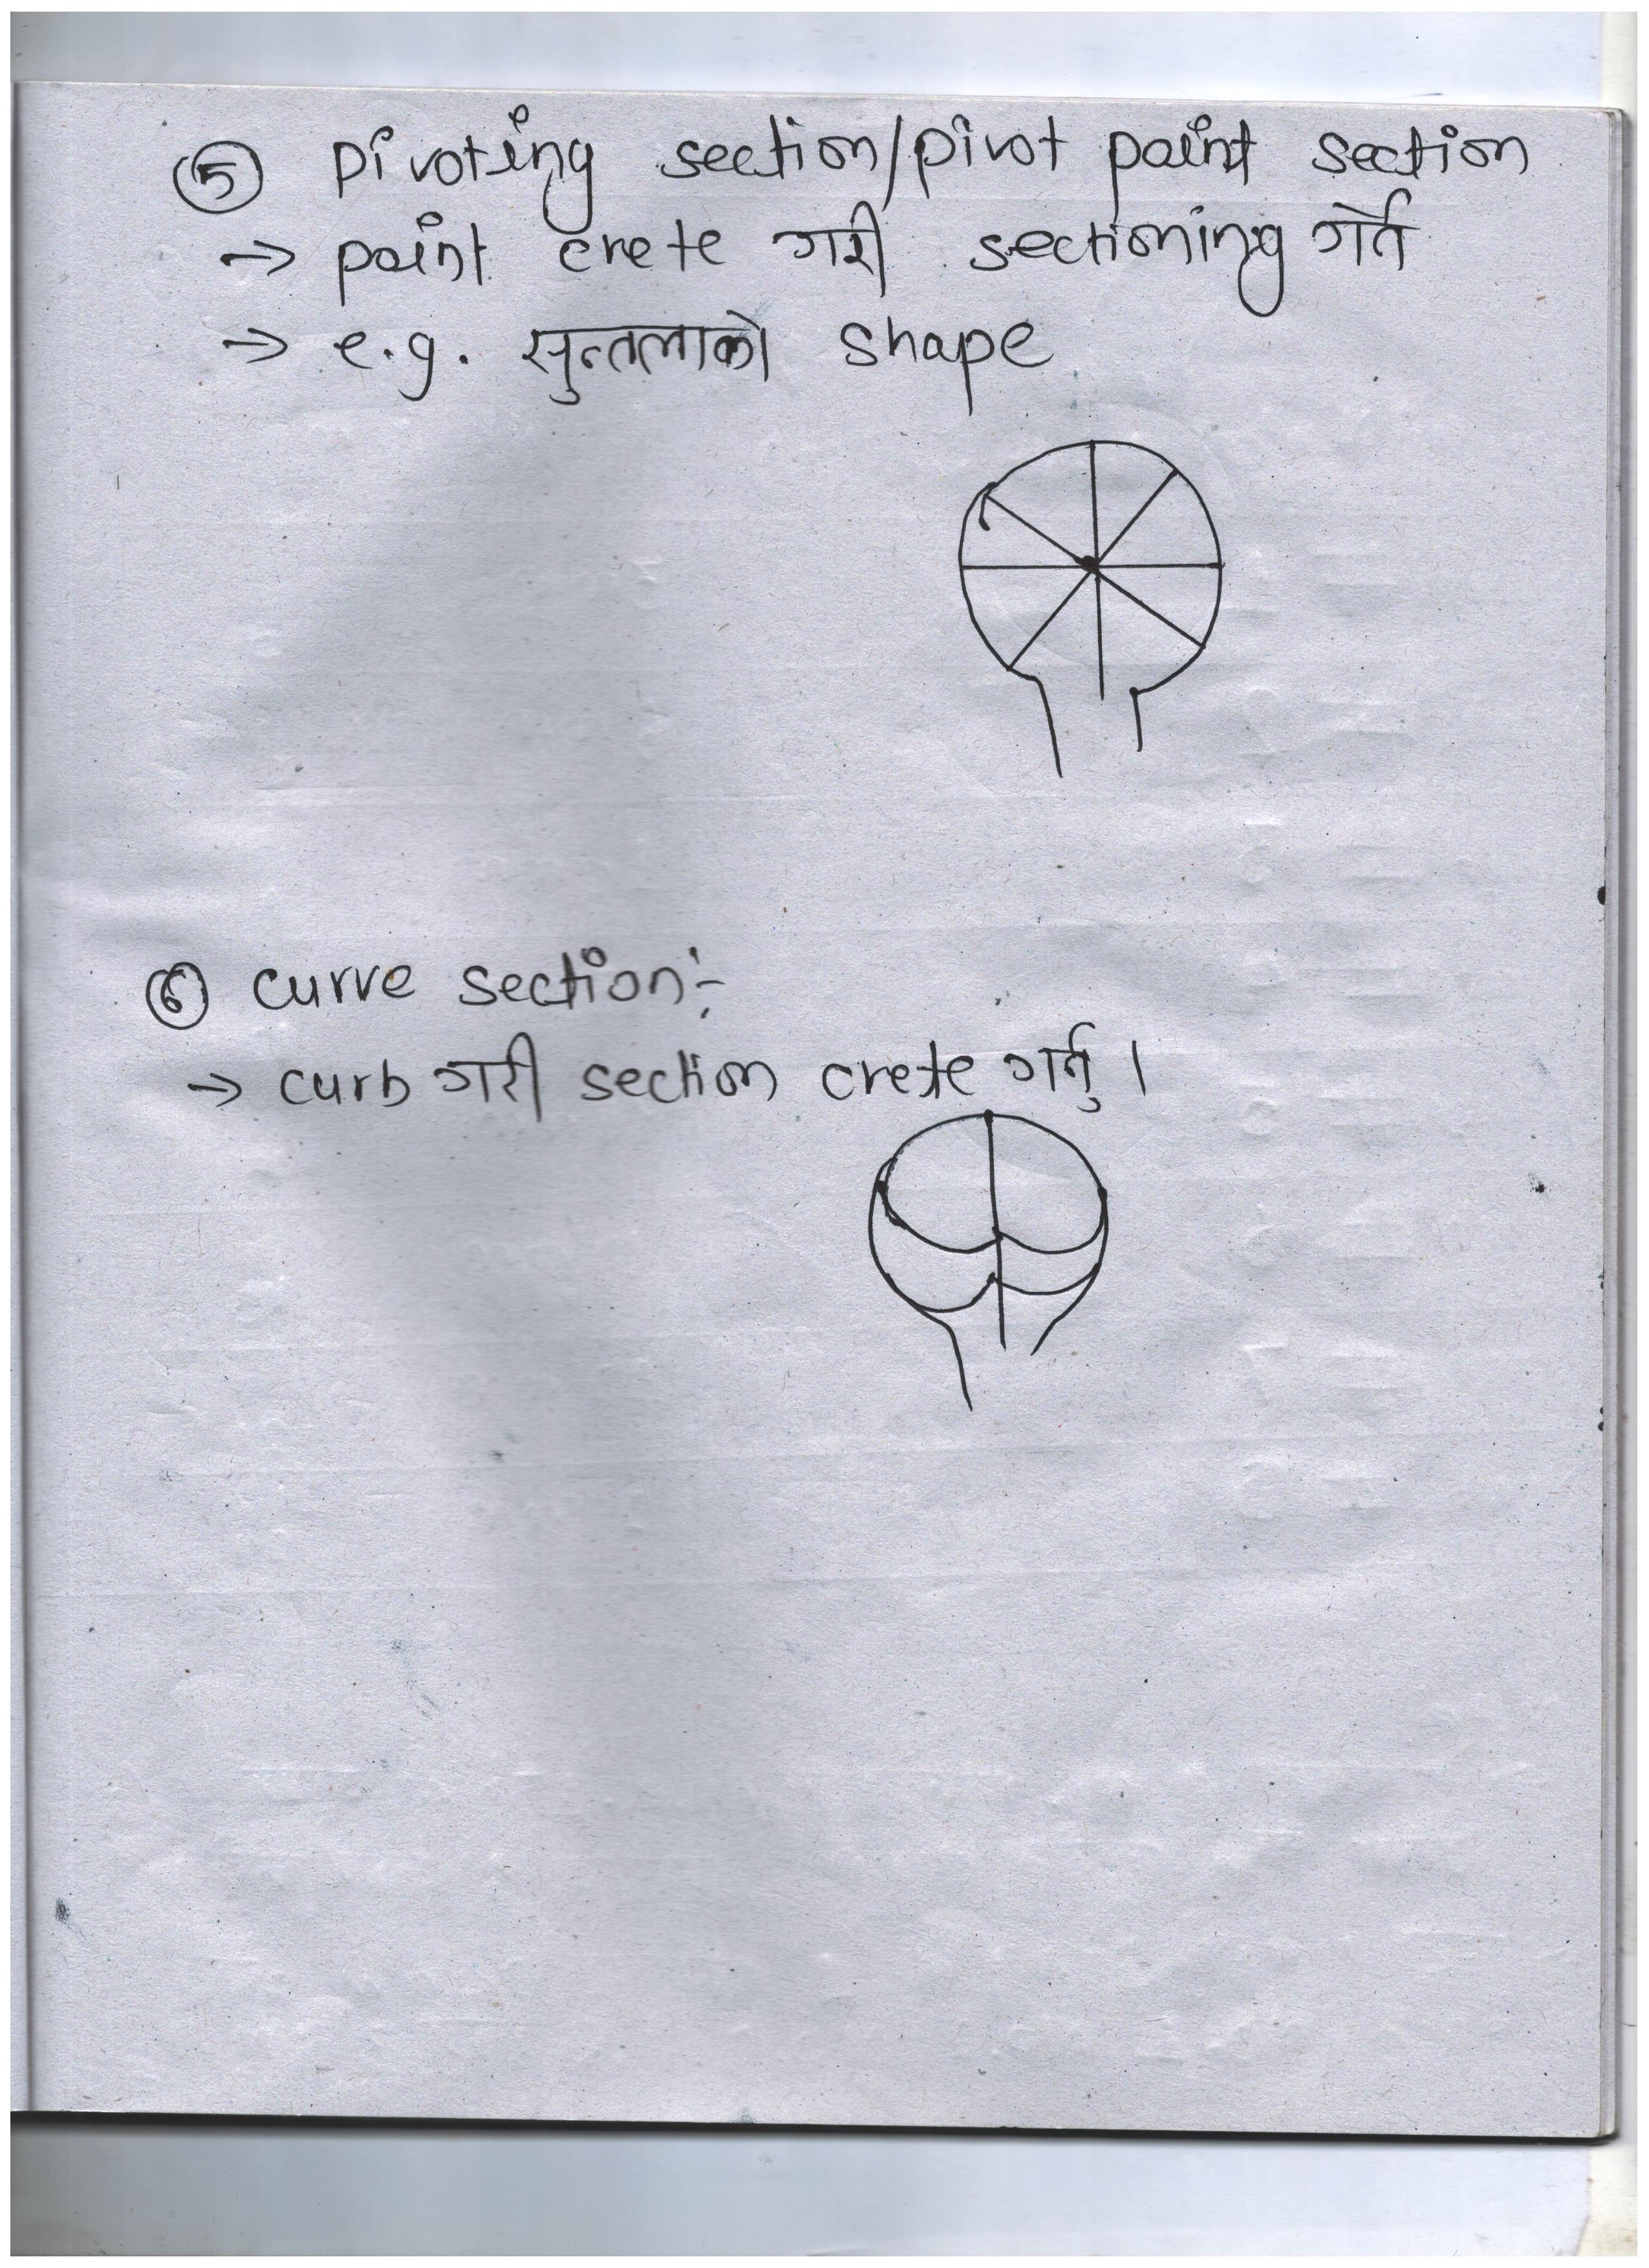 ⑤ pivoting section/pivot point section
→ point crete गरी sectioning गर्ने
→ e.g. सुन्तलाको shape
⑥ curve section:-
→ curb गरी section crete गर्नु।